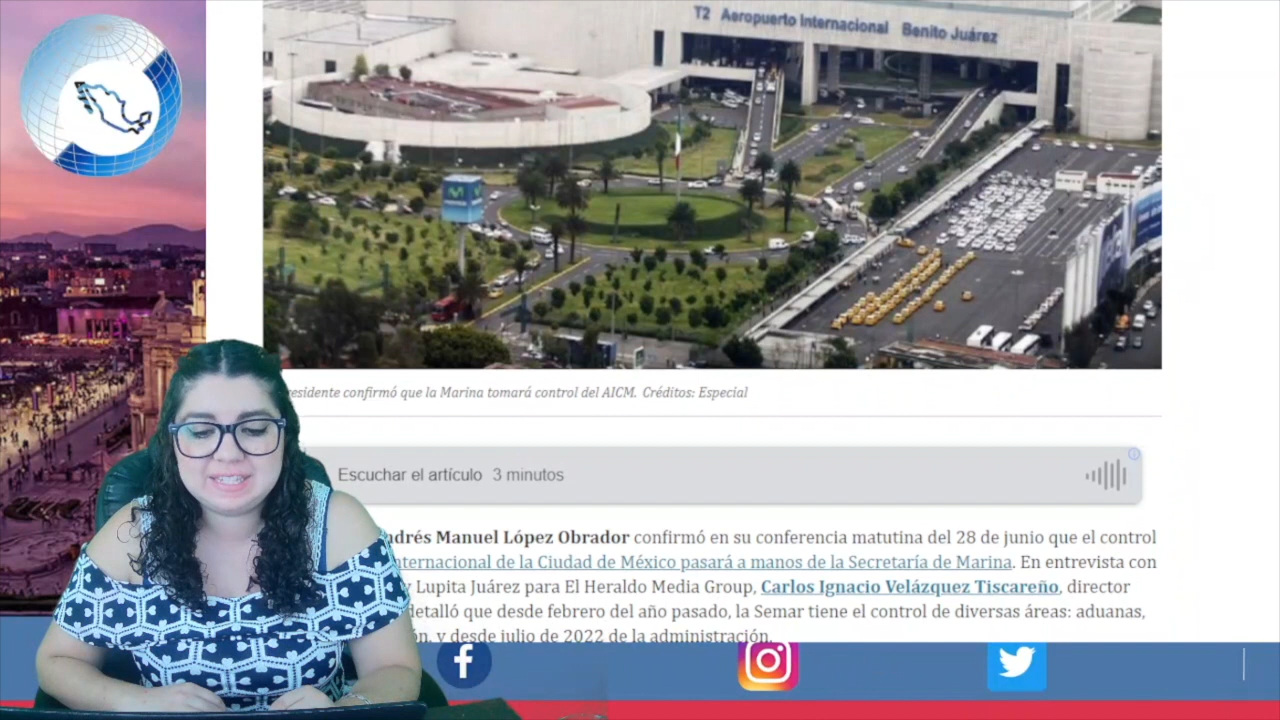 T2 Aeropuerto Internacional Benito Juárez
residente confirmó que la Marina tomará control del AICM. Créditos: Especial
Escuchar el artículo 3 minutos
ndrés Manuel López Obrador confirmó en su conferencia matutina del 28 de junio que el control
nternacional de la Ciudad de México pasará a manos de la Secretaría de Marina. En entrevista con
y Lupita Juárez para El Heraldo Media Group, Carlos Ignacio Velázquez Tiscareño, director
detalló que desde febrero del año pasado, la Semar tiene el control de diversas áreas: aduanas,
ón, y desde julio de 2022 de la administración.